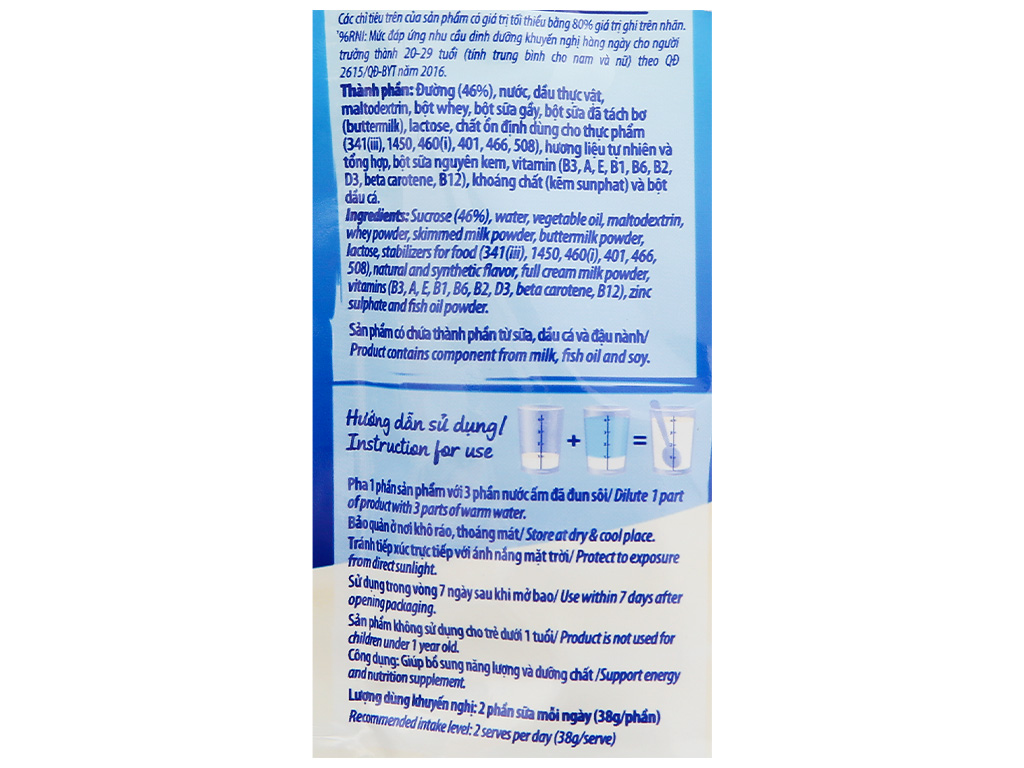 Các chỉ tiêu trên của sản phẩm có giá trị tối thiểu bằng 80% giá trị ghi trên nhãn.
*%RNI: Mức đáp ứng nhu cầu dinh dưỡng khuyến nghị hàng ngày cho người
trưởng thành 20-29 tuổi (tính trung bình cho nam và nữ) theo QĐ
2615/QĐ-BYT năm 2016.
Thành phần: Đường (46%), nước, dầu thực vật,
maltodextrin, bột whey, bột sữa gầy, bột sữa đã tách bơ
(buttermilk), lactose, chất ổn định dùng cho thực phẩm
(341(iii), 1450, 460(i), 401, 466, 508), hương liệu tự nhiên và
tổng hợp, bột sữa nguyên kem, vitamin (B3, A, E, B1, B6, B2,
D3, beta carotene, B12), khoáng chất (kẽm sunphat) và bột
dầu cá.
Ingredients: Sucrose (46%), water, vegetable oil, maltodextrin,
whey powder, skimmed milk powder, buttermilk powder,
lactose, stabilizers for food (341(iii), 1450, 460(i), 401, 466,
508), natural and synthetic flavor, full cream milk powder,
vitamins (B3, A, E, B1, B6, B2, D3, beta carotene, B12), zinc
sulphate and fish oil powder.
Sản phẩm có chứa thành phần từ sữa, dầu cá và đậu nành/
Product contains component from milk, fish oil and soy.
Hướng dẫn sử dụng/
Instruction for use
+ =
Pha 1 phần sản phẩm với 3 phần nước ấm đã đun sôi/ Dilute 1 part
of product with 3 parts of warm water.
Bảo quản ở nơi khô ráo, thoáng mát/ Store at dry & cool place.
Tránh tiếp xúc trực tiếp với ánh nắng mặt trời/ Protect to exposure
from direct sunlight.
Sử dụng trong vòng 7 ngày sau khi mở bao/ Use within 7 days after
opening packaging.
Sản phẩm không sử dụng cho trẻ dưới 1 tuổi/ Product is not used for
children under 1 year old.
Công dụng: Giúp bổ sung năng lượng và dưỡng chất /Support energy
and nutrition supplement.
Lượng dùng khuyến nghị: 2 phần sữa mỗi ngày (38g/phần)
Recommended intake level: 2 serves per day (38g/serve)